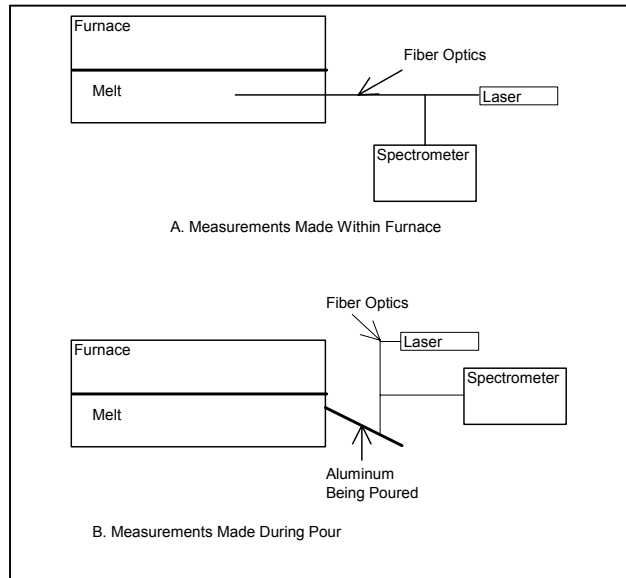 Furnace
Fiber Optics
Melt
Laser
Spectrometer
A. Measurements Made Within Furnace
Fiber Optics
Furnace
Laser
Spectrometer
Melt
Aluminum
Being Poured
B. Measurements Made During Pour